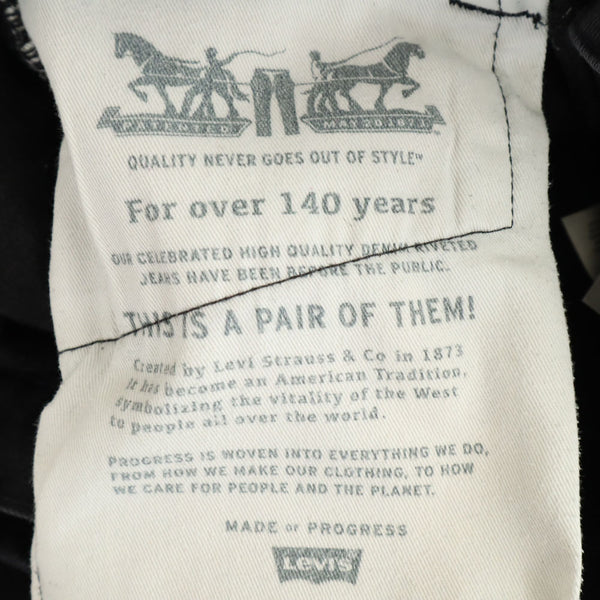 PATENTED MAY 20 1873
QUALITY NEVER GOES OUT OF STYLE™
For over 140 years
OUR CELEBRATED HIGH QUALITY DENIM RIVETED
JEANS HAVE BEEN BEFORE THE PUBLIC.
THIS IS A PAIR OF THEM!
Created by Levi Strauss & Co in 1873
it has become an American Tradition,
symbolizing the vitality of the West
to people all over the world.
PROGRESS IS WOVEN INTO EVERYTHING WE DO,
FROM HOW WE MAKE OUR CLOTHING, TO HOW
WE CARE FOR PEOPLE AND THE PLANET.
MADE OF PROGRESS
LEVI'S